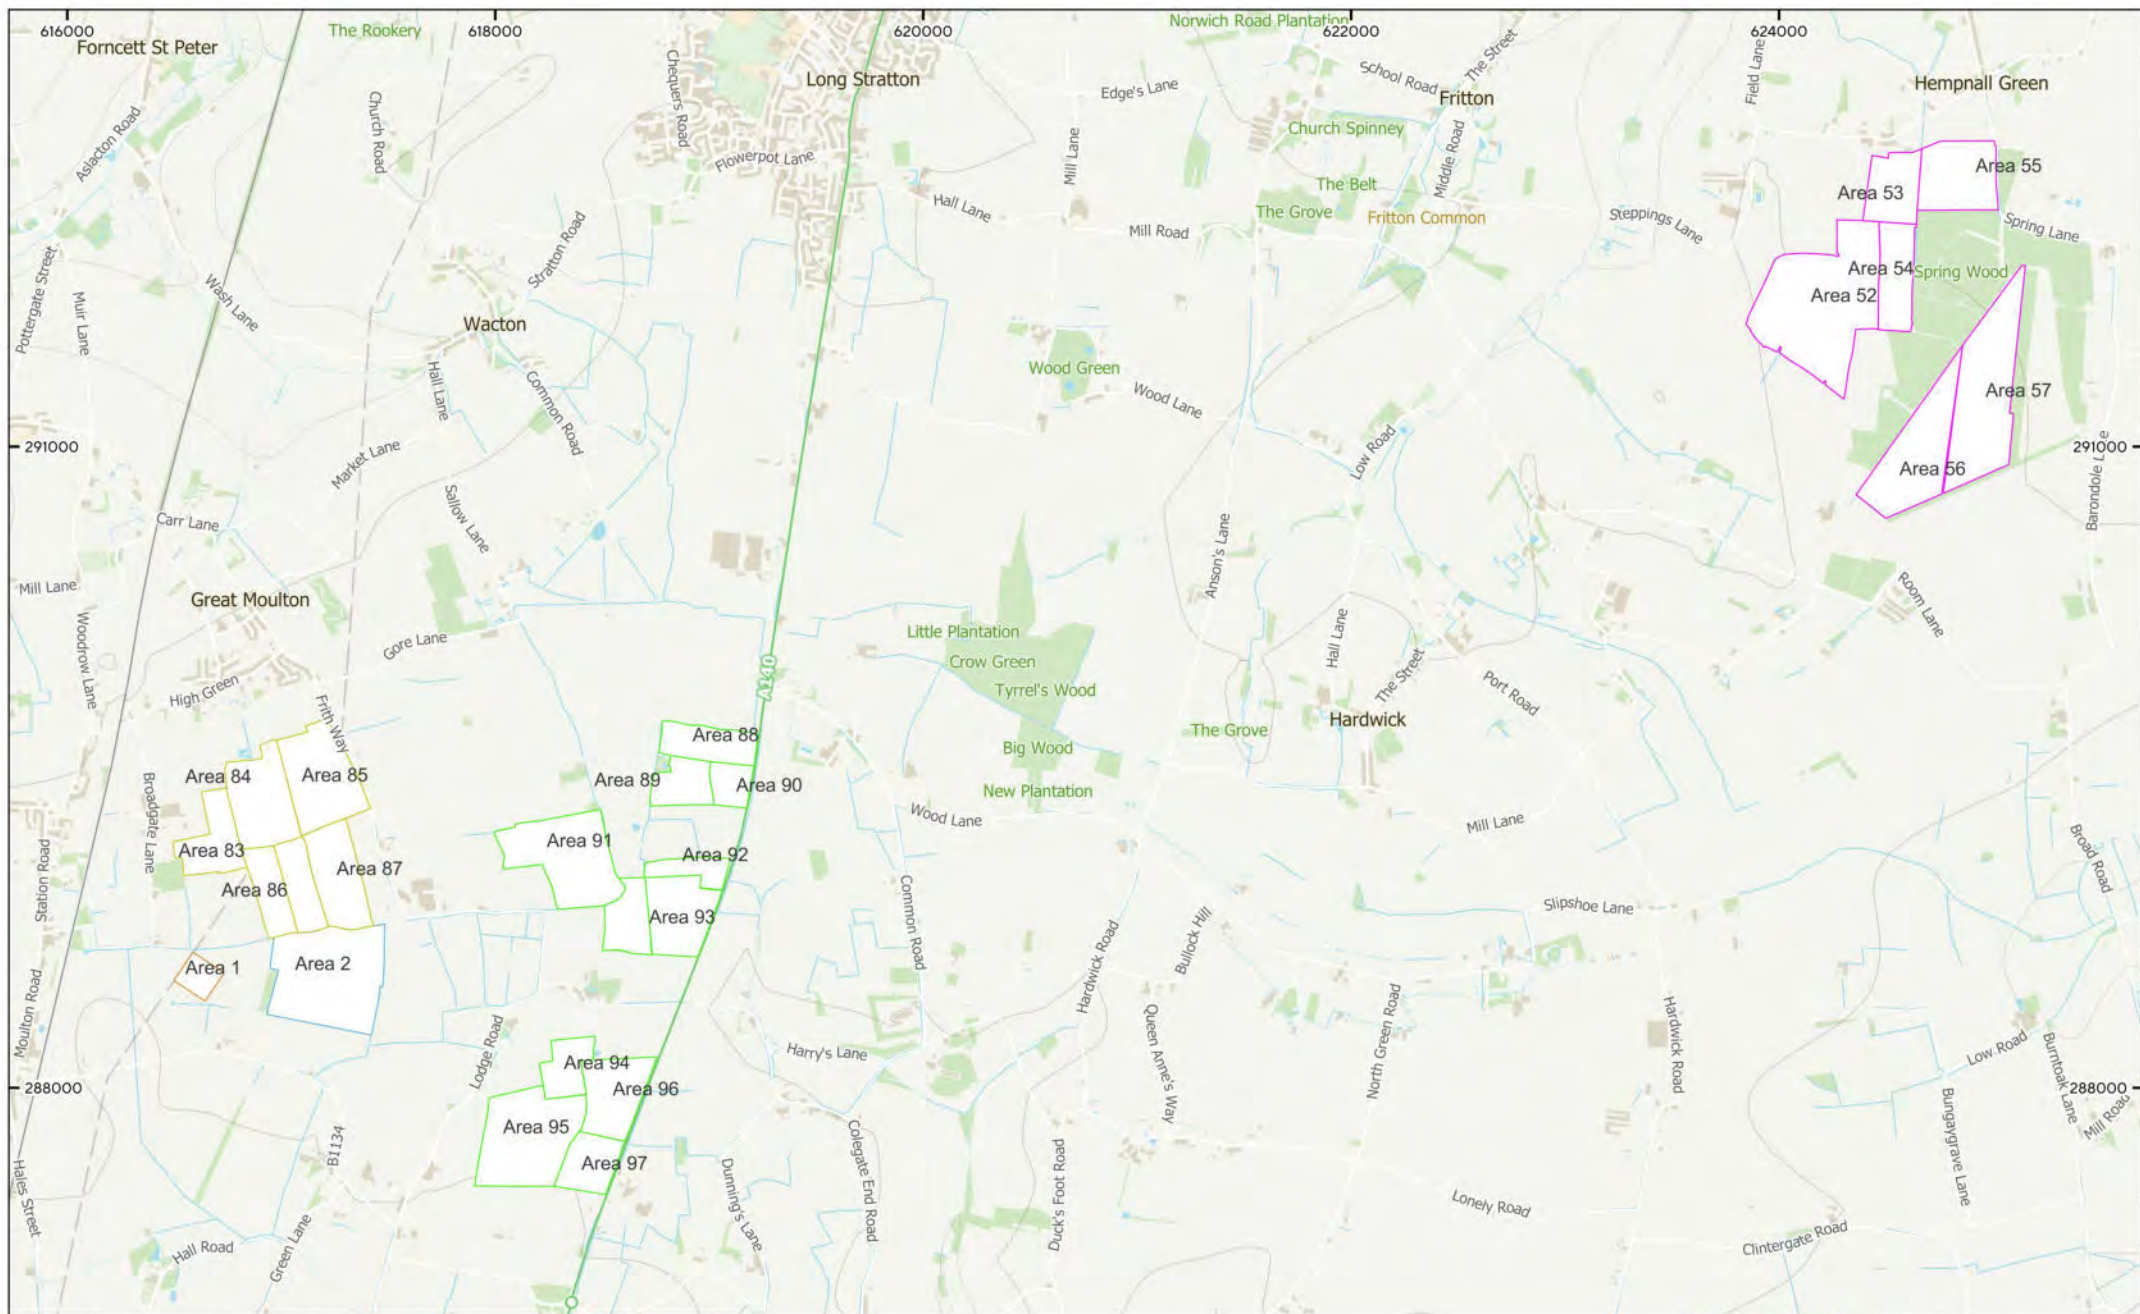 616000
618000
620000
622000
624000
Forncett St Peter
The Rookery
Norwich Road Plantation
The Street
School Road
Field Lane
Hempnall Green
Long Stratton
Chequers Road
Edge's Lane
Fritton
Aslacton Road
Church Road
Church Spinney
Mill Lane
Middle Road
Flowerpot Lane
Area 55
Area 53
The Belt
Hall Lane
The Grove
Fritton Common
Mill Road
Steppings Lane
Spring Lane
Stratton Road
Pottergate Street
Muir Lane
Wash Lane
Area 54
Spring Wood
Area 52
Wacton
Wood Green
Hall Lane
Common Road
Wood Lane
Area 57
291000
Market Lane
Low Road
291000
Area 56
Barondole Lane
Sallow Lane
Carr Lane
Anson's Lane
Mill Lane
Great Moulton
Room Lane
Woodrow Lane
Gore Lane
Little Plantation
Hall Lane
Crow Green
The Street
A140
High Green
Tyrrel's Wood
Port Road
Frith Way
Hardwick
Area 88
The Grove
Big Wood
Area 84
Area 85
Area 89
Area 90
New Plantation
Broadgate Lane
Wood Lane
Mill Lane
Area 83
Area 91
Area 92
Broad Road
Station Road
Area 87
Area 86
Area 93
Common Road
Slipshoe Lane
Bullock Hill
Hardwick Road
Area 1
Area 2
Moulton Road
Queen Anne's Way
North Green Road
Hardwick Road
Lodge Road
Harry's Lane
Low Road
Burntoak Lane
Area 94
288000
Area 96
288000
Bungaygrave Lane
Mill Road
Area 95
B1134
Colegate End Road
Area 97
Hales Street
Dunning's Lane
Duck's Foot Road
Lonely Road
Hall Road
Green Lane
Clintergate Road